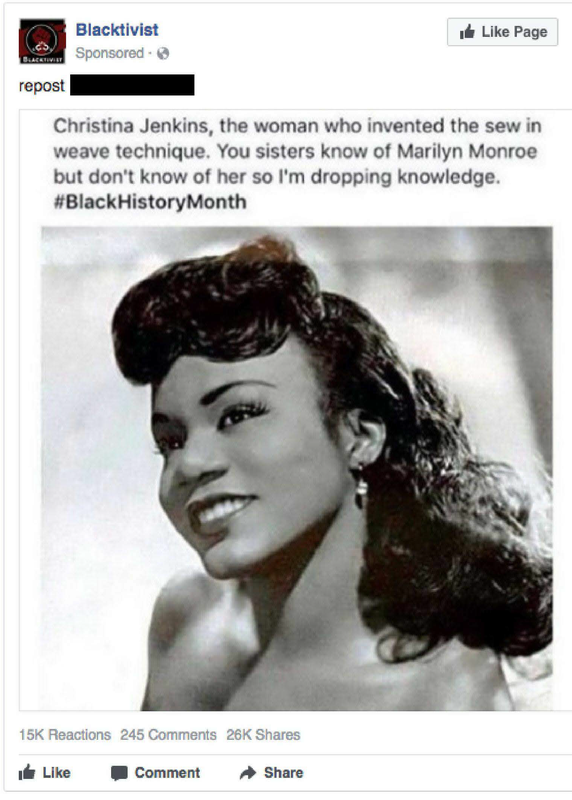 Blacktivist
Sponsored ·
Like Page
BLACKTIVIST
repost
Christina Jenkins, the woman who invented the sew in
weave technique. You sisters know of Marilyn Monroe
but don't know of her so I'm dropping knowledge.
#BlackHistoryMonth
15K Reactions 245 Comments 26K Shares
Like Comment Share